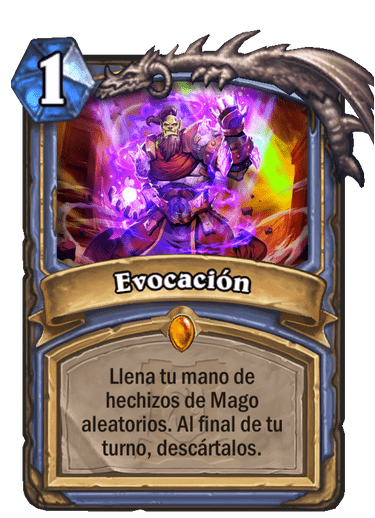 1
Evocación
Llena tu mano de
hechizos de Mago
aleatorios. Al final de tu
turno, descártalos.